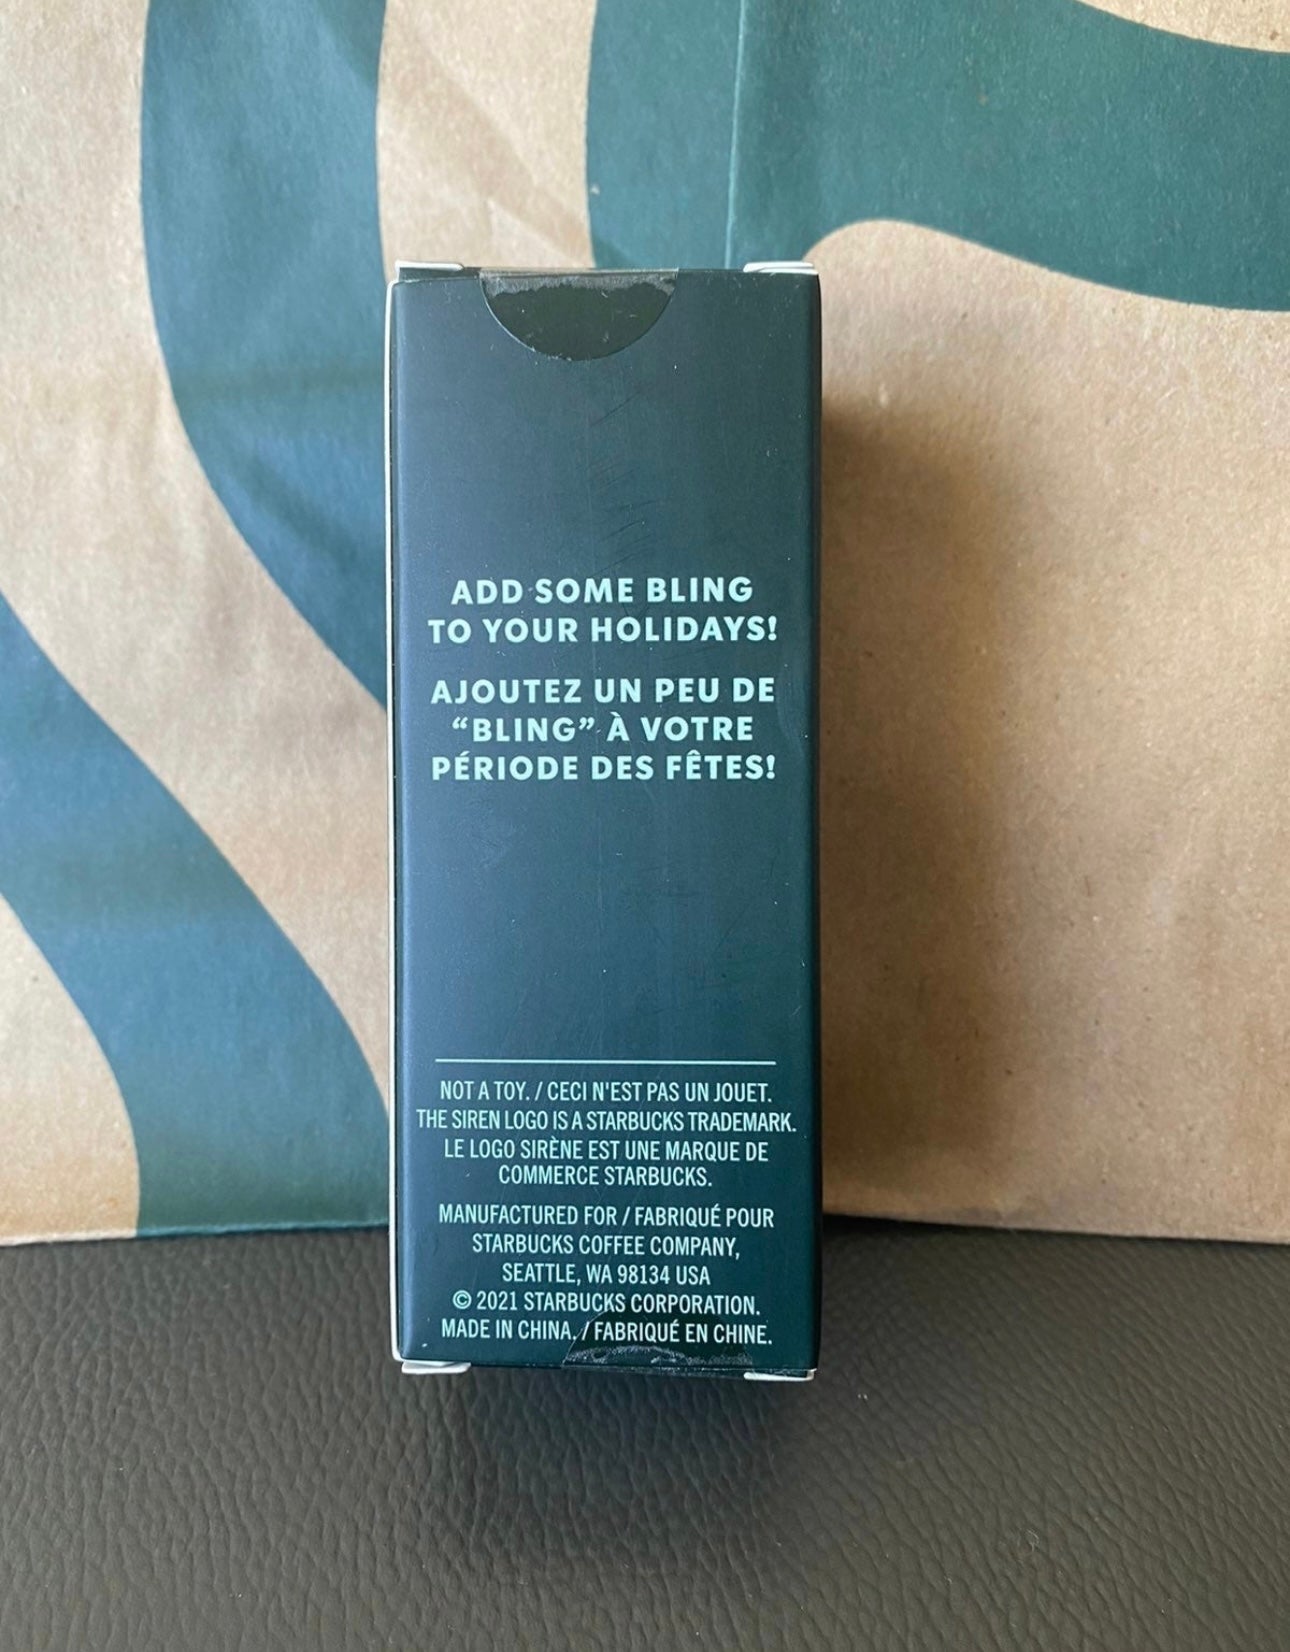 ADD SOME BLING
TO YOUR HOLIDAYS!
AJOUTEZ UN PEU DE
“BLING” À VOTRE
PÉRIODE DES FÊTES!
NOT A TOY. / CECI N'EST PAS UN JOUET.
THE SIREN LOGO IS A STARBUCKS TRADEMARK.
LE LOGO SIRÈNE EST UNE MARQUE DE
COMMERCE STARBUCKS.
MANUFACTURED FOR / FABRIQUÉ POUR
STARBUCKS COFFEE COMPANY,
SEATTLE, WA 98134 USA
© 2021 STARBUCKS CORPORATION.
MADE IN CHINA. / FABRIQUÉ EN CHINE.